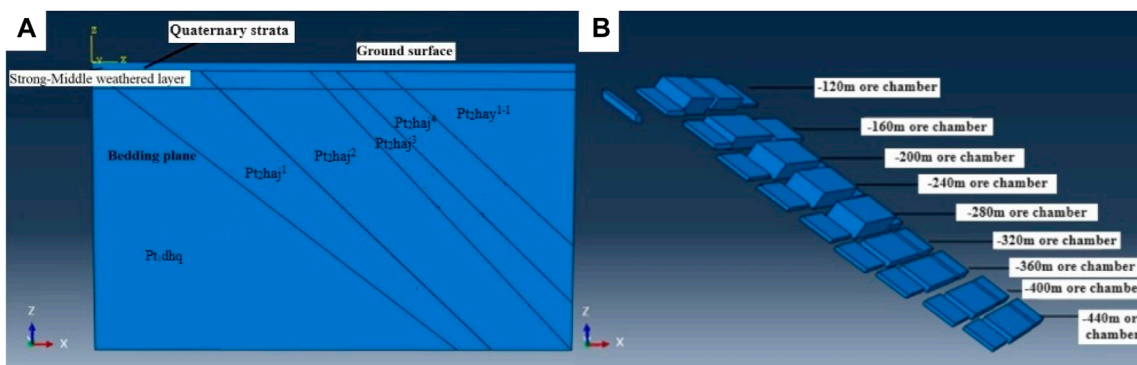 A
Z
Y X
Quaternary strata
Ground surface
Strong-Middle weathered layer
Pt₂hay¹⁻¹
Pt₂haj⁴
Pt₂haj³
Pt₂haj²
Bedding plane
Pt₂haj¹
Pt₁dhq
Z
X
B
-120m ore chamber
-160m ore chamber
-200m ore chamber
-240m ore chamber
-280m ore chamber
-320m ore chamber
-360m ore chamber
-400m ore chambe
-440m or
chamber
Z
X